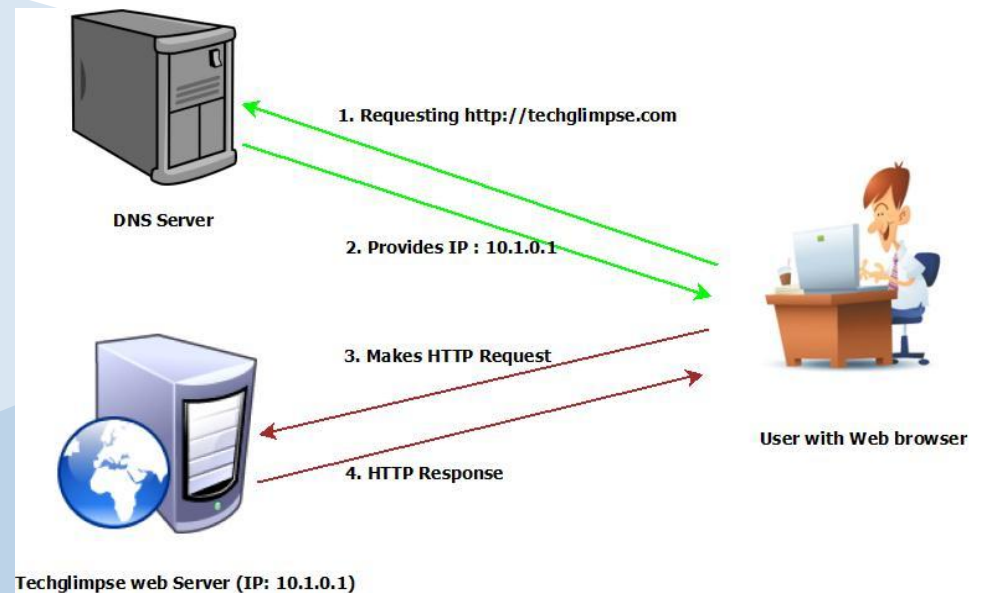 1. Requesting http://techglimpse.com
DNS Server
2. Provides IP : 10.1.0.1
3. Makes HTTP Request
User with Web browser
4. HTTP Response
Techglimpse web Server (IP: 10.1.0.1)